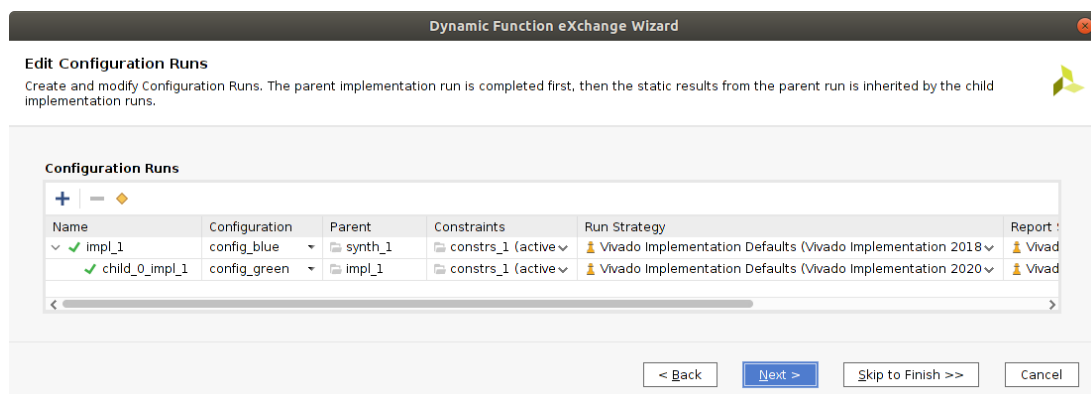 Dynamic Function eXchange Wizard
Edit Configuration Runs
Create and modify Configuration Runs. The parent implementation run is completed first, then the static results from the parent run is inherited by the child
implementation runs.
Configuration Runs
Name Configuration Parent Constraints Run Strategy Report
impl_1 config_blue synth_1 constrs_1 (active Vivado Implementation Defaults (Vivado Implementation 2018 Vivad
child_0_impl_1 config_green impl_1 constrs_1 (active Vivado Implementation Defaults (Vivado Implementation 2020 Vivad
< Back Next > Skip to Finish >> Cancel